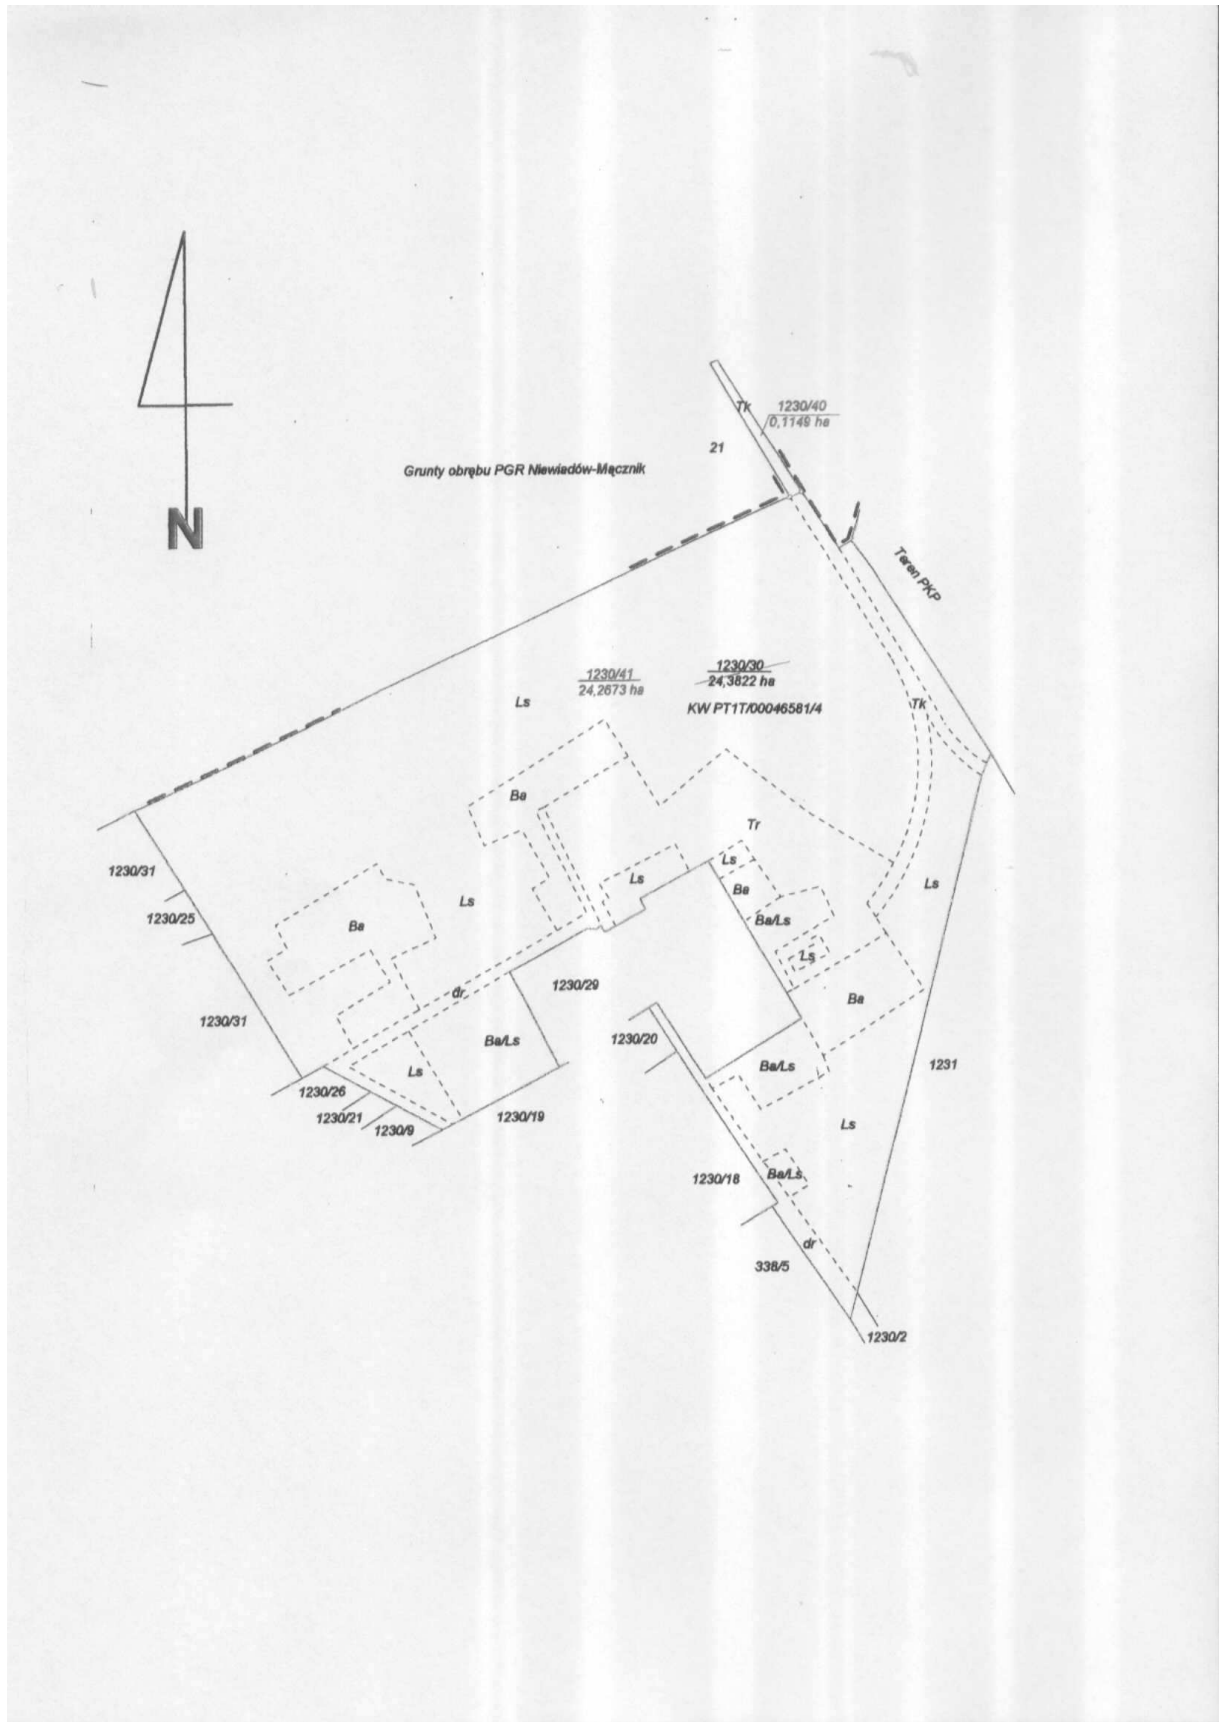 Tk
1230/40
0,1149 ha
21
Grunty obrębu PGR Niewiadów-Mącznik
N
Teren PKP
1230/41
24,2673 ha
1230/30
24,3822 ha
KW PT1T/00046581/4
Ls
Tk
Ba
Tr
Ls
Ls
Ls
1230/31
Ba
Ls
1230/25
Ba
Ba/Ls
Ls
1230/29
dr
Ba
1230/31
Ba/Ls
1230/20
Ba/Ls
1231
Ls
1230/26
1230/21
1230/9
1230/19
Ls
1230/18
Ba/Ls
dr
338/5
1230/2